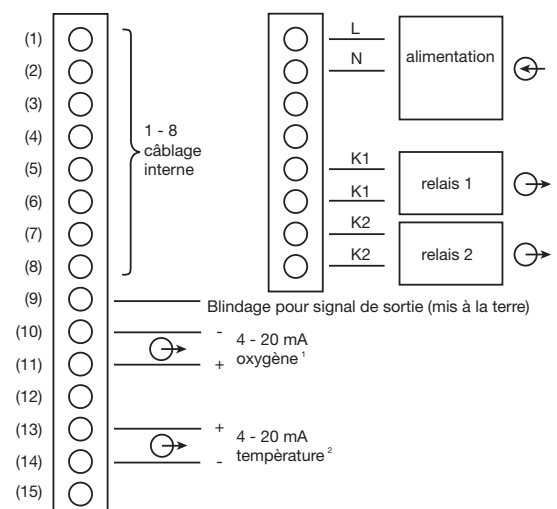 (1)
(2)
(3)
(4)
(5)
(6)
(7)
(8)
(9)
(10)
(11)
(12)
(13)
(14)
(15)
1 - 8
câblage
interne
L
N
alimentation
K1
K1
relais 1
K2
K2
relais 2
Blindage pour signal de sortie (mis à la terre)
-
4 - 20 mA
oxygène ¹
+
+
4 - 20 mA
tempèrature ²
-